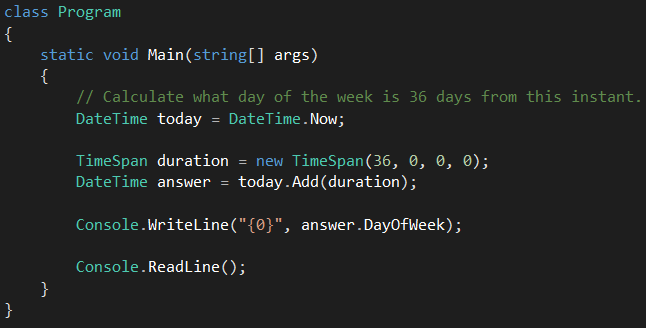 class Program
{
    static void Main(string[] args)
    {
        // Calculate what day of the week is 36 days from this instant.
        DateTime today = DateTime.Now;

        TimeSpan duration = new TimeSpan(36, 0, 0, 0);
        DateTime answer = today.Add(duration);

        Console.WriteLine("{0}", answer.DayOfWeek);

        Console.ReadLine();
    }
}